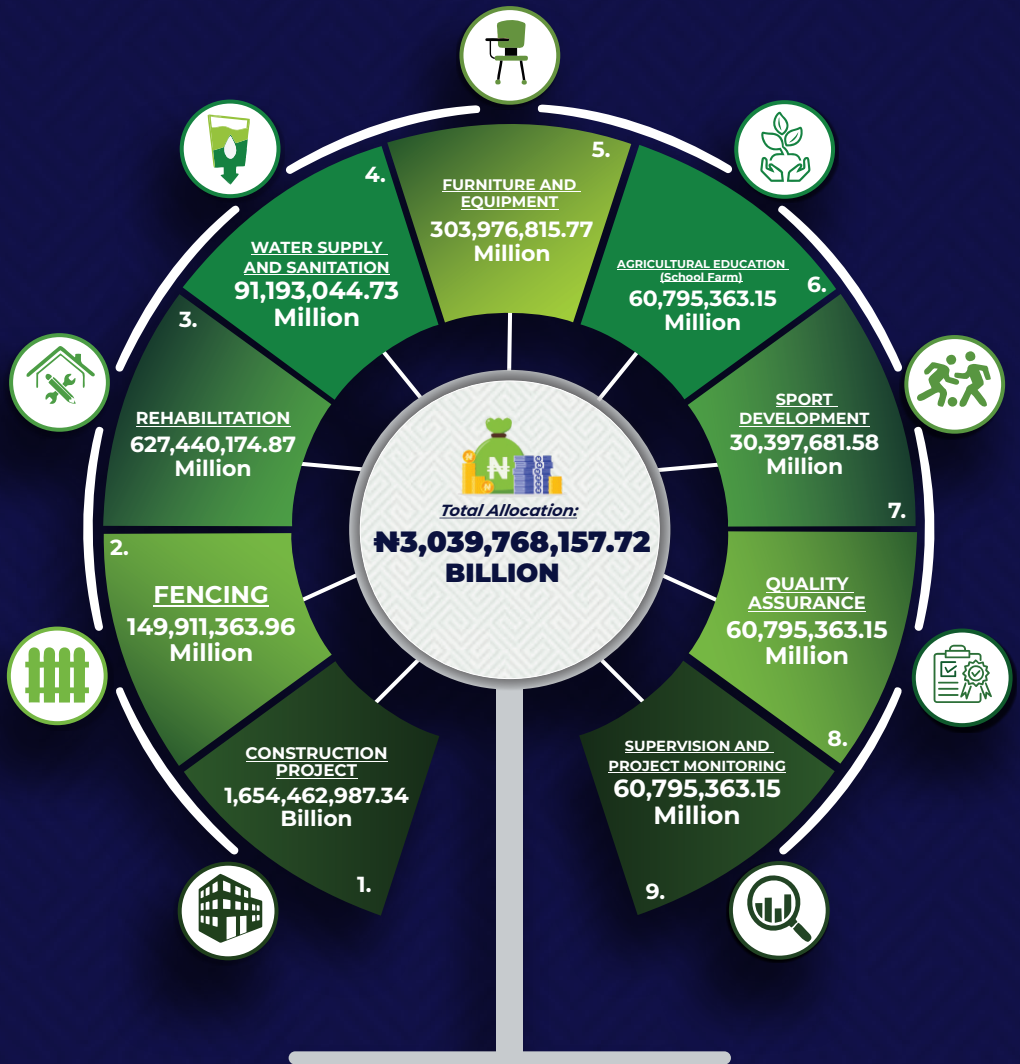 1.
CONSTRUCTION
PROJECT
1,654,462,987.34
Billion
2.
FENCING
149,911,363.96
Million
3.
REHABILITATION
627,440,174.87
Million
4.
WATER SUPPLY
AND SANITATION
91,193,044.73
Million
5.
FURNITURE AND
EQUIPMENT
303,976,815.77
Million
6.
AGRICULTURAL EDUCATION
(School Farm)
60,795,363.15
Million
7.
SPORT
DEVELOPMENT
30,397,681.58
Million
8.
QUALITY
ASSURANCE
60,795,363.15
Million
9.
SUPERVISION AND
PROJECT MONITORING
60,795,363.15
Million
₦
Total Allocation:
₦3,039,768,157.72
BILLION